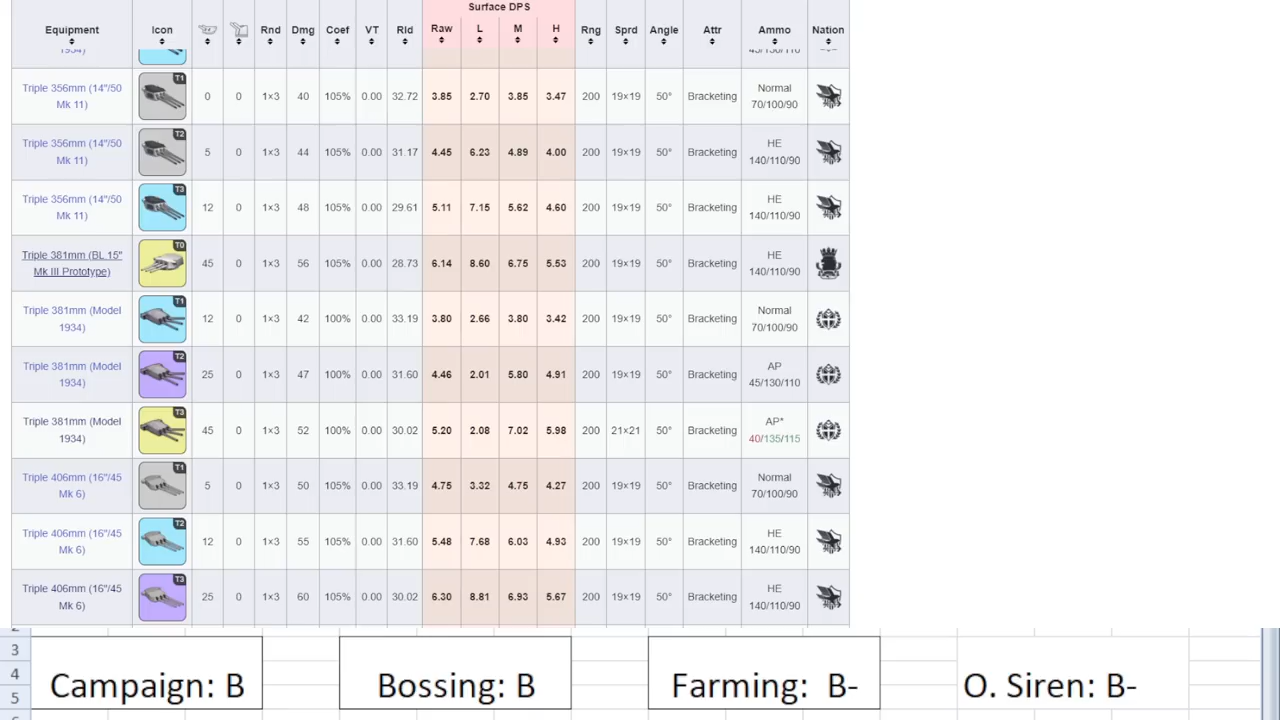 Surface DPS
Equipment Icon Rnd Dmg Coef VT Rld Raw L M H Rng Sprd Angle Attr Ammo Nation
Triple 356mm (14"/50 Mk 11) T1 0 0 1×3 40 105% 0.00 32.72 3.85 2.70 3.85 3.47 200 19×19 50° Bracketing Normal 70/100/90
Triple 356mm (14"/50 Mk 11) T2 5 0 1×3 44 105% 0.00 31.17 4.45 6.23 4.89 4.00 200 19×19 50° Bracketing HE 140/110/90
Triple 356mm (14"/50 Mk 11) T3 12 0 1×3 48 105% 0.00 29.61 5.11 7.15 5.62 4.60 200 19×19 50° Bracketing HE 140/110/90
Triple 381mm (BL 15" Mk III Prototype) T0 45 0 1×3 56 105% 0.00 28.73 6.14 8.60 6.75 5.53 200 19×19 50° Bracketing HE 140/110/90
Triple 381mm (Model 1934) T1 12 0 1×3 42 100% 0.00 33.19 3.80 2.66 3.80 3.42 200 19×19 50° Bracketing Normal 70/100/90
Triple 381mm (Model 1934) T2 25 0 1×3 47 100% 0.00 31.60 4.46 2.01 5.80 4.91 200 19×19 50° Bracketing AP 45/130/110
Triple 381mm (Model 1934) T3 45 0 1×3 52 100% 0.00 30.02 5.20 2.08 7.02 5.98 200 21×21 50° Bracketing AP* 40/135/115
Triple 406mm (16"/45 Mk 6) T1 5 0 1×3 50 105% 0.00 33.19 4.75 3.32 4.75 4.27 200 19×19 50° Bracketing Normal 70/100/90
Triple 406mm (16"/45 Mk 6) T2 12 0 1×3 55 105% 0.00 31.60 5.48 7.68 6.03 4.93 200 19×19 50° Bracketing HE 140/110/90
Triple 406mm (16"/45 Mk 6) T3 25 0 1×3 60 105% 0.00 30.02 6.30 8.81 6.93 5.67 200 19×19 50° Bracketing HE 140/110/90
3
4
5
Campaign: B Bossing: B Farming: B- O. Siren: B-